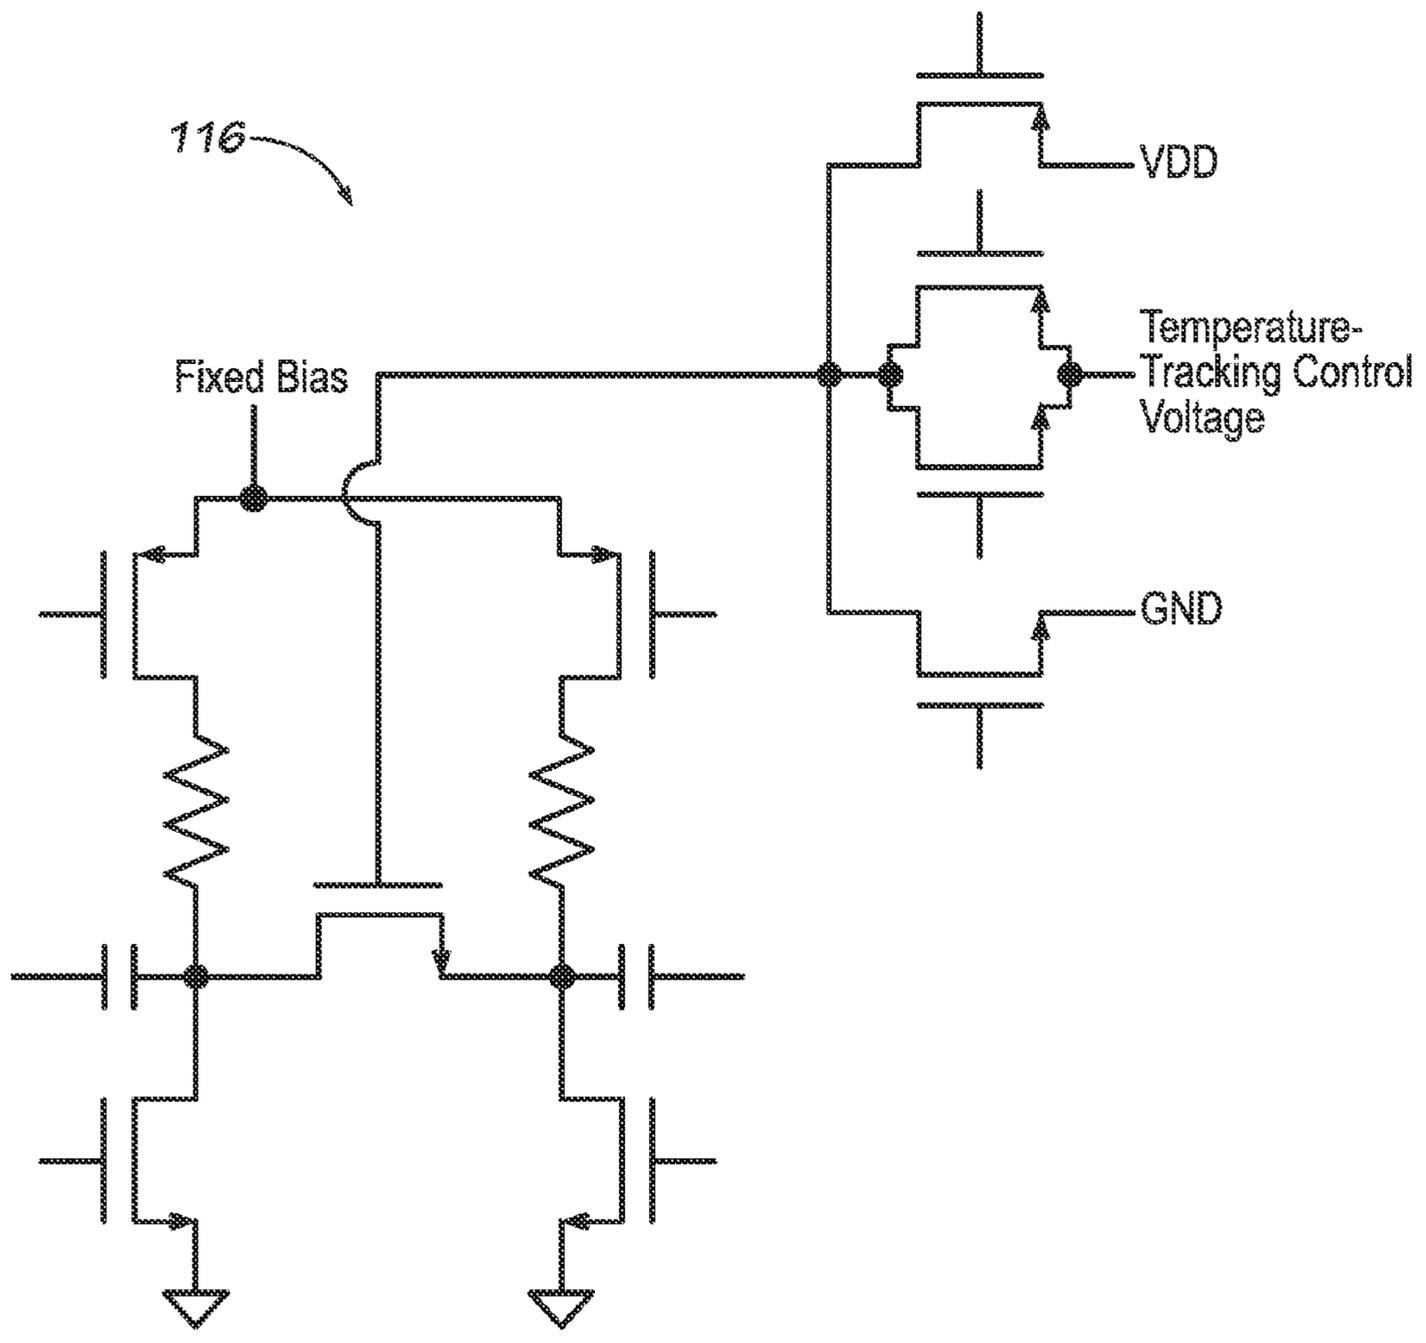 116
VDD
Temperature-
Tracking Control
Voltage
Fixed Bias
GND